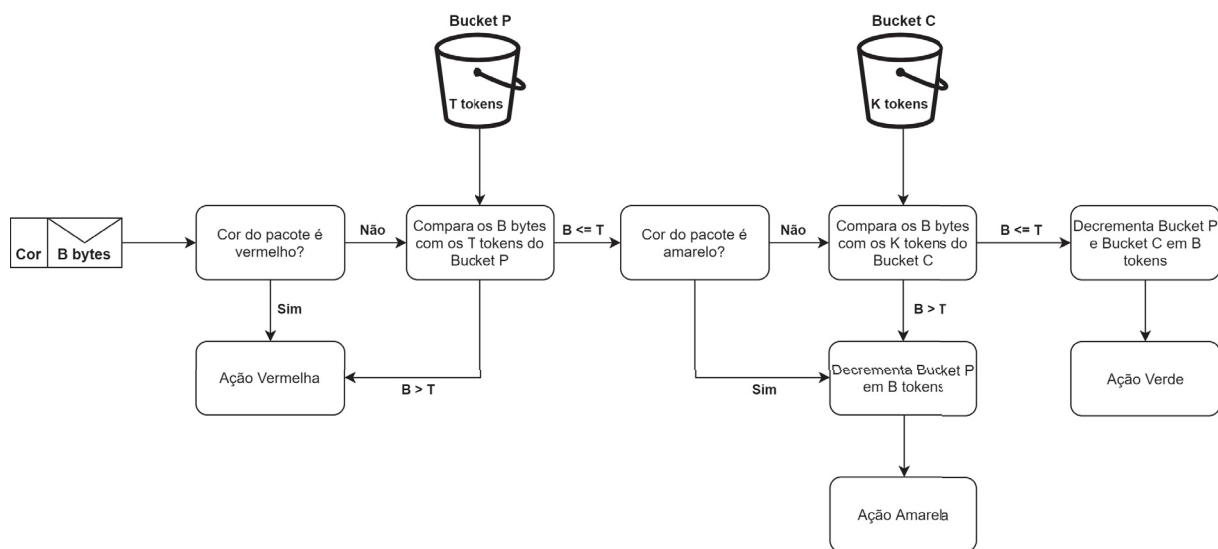 Bucket P
T tokens
Bucket C
K tokens
Cor
B bytes
Cor do pacote é
vermelho?
Não
Compara os B bytes
com os T tokens do
Bucket P
B <= T
Cor do pacote é
amarelo?
Não
Compara os B bytes
com os K tokens do
Bucket C
B <= T
Decrementa Bucket P
e Bucket C em B
tokens
Sim
B > T
Ação Vermelha
B > T
Sim
Decrementa Bucket P
em B tokens
Ação Verde
Ação Amarela